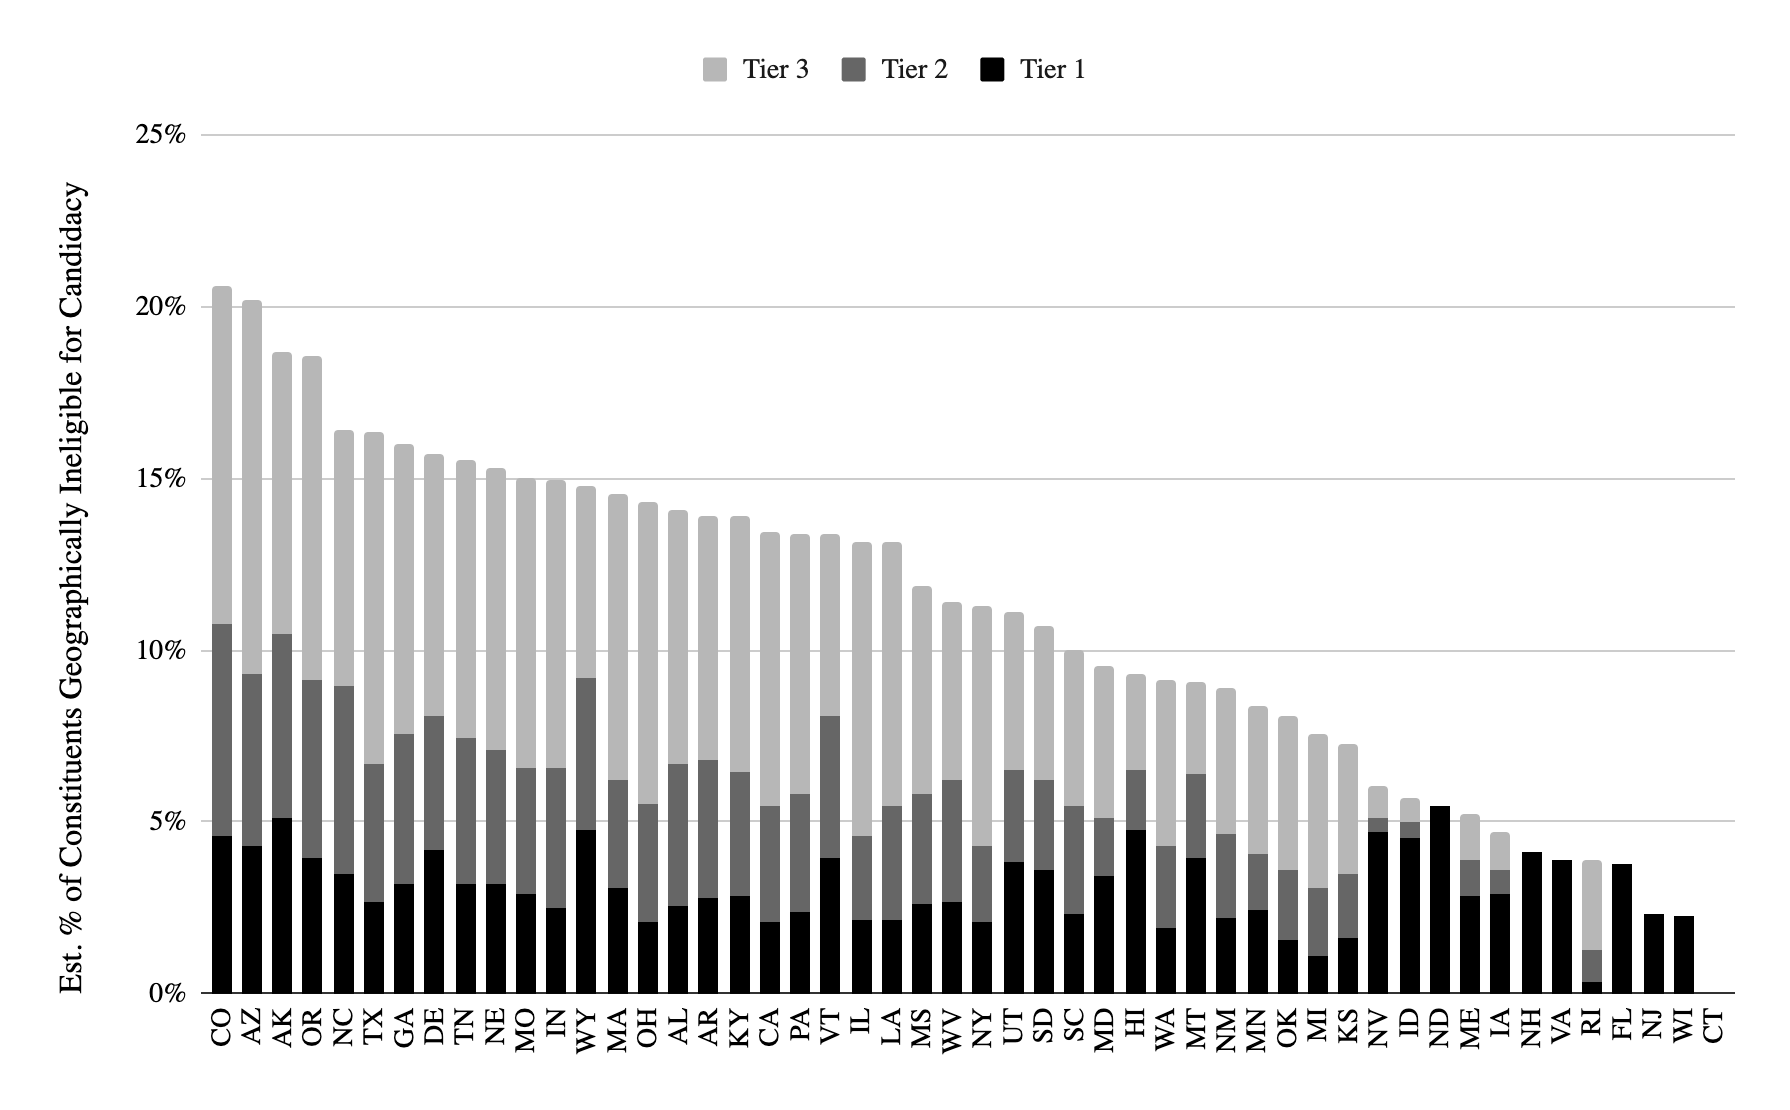 Tier 3 Tier 2 Tier 1
Est. % of Constituents Geographically Ineligible for Candidacy
25%
20%
15%
10%
5%
0%
CO AZ AK OR NC TX GA DE TN NE MO IN WY MA OH AL AR KY CA PA VT IL LA MS WV NY UT SD SC MD HI WA MT NM MN OK MI KS NV ID ND ME IA NH VA RI FL NJ WI CT